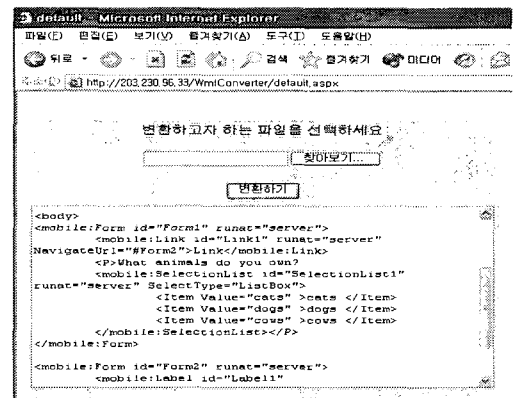 default - Microsoft Internet Explorer
파일(F) 편집(E) 보기(V) 즐겨찾기(A) 도구(T) 도움말(H)
뒤로 검색 즐겨찾기 미디어
주소(D) http://203.230.96.33/WmlConverter/default.aspx
변환하고자 하는 파일을 선택하세요
찾아보기...
변환하기
<body>
<mobile:Form id="Form1" runat="server">
<mobile:Link id="Link1" runat="server"
NavigateUrl="#Form2">Link</mobile:Link>
<P>What animals do you own?
<mobile:SelectionList id="SelectionList1"
runat="server" SelectType="ListBox">
<Item Value="cats" >cats </Item>
<Item Value="dogs" >dogs </Item>
<Item Value="cows" >cows </Item>
</mobile:SelectionList></P>
</mobile:Form>
<mobile:Form id="Form2" runat="server">
<mobile:Label id="Label1"